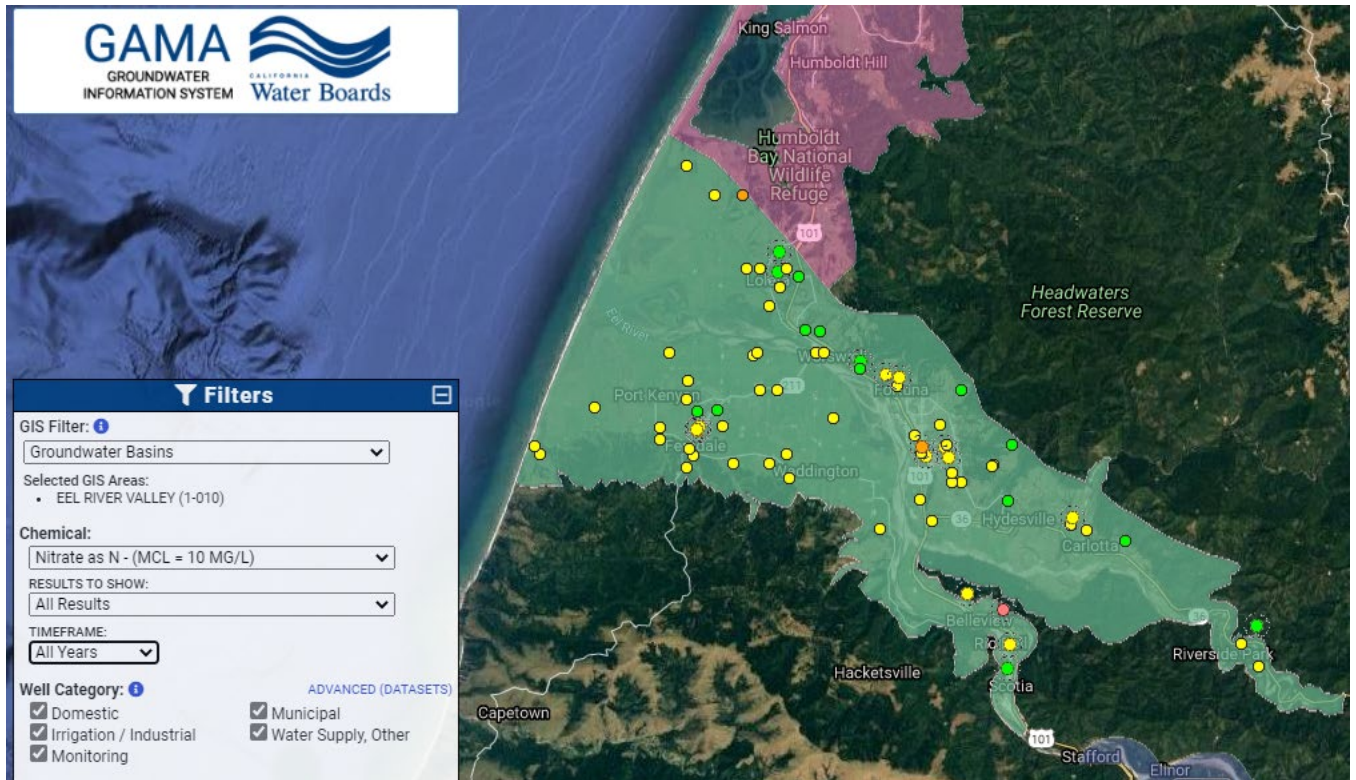 GAMA
GROUNDWATER
INFORMATION SYSTEM
CALIFORNIA
Water Boards
King Salmon
Humboldt Hill
Humboldt
Bay National
Wildlife
Refuge
101
Headwaters
Forest Reserve
Eel River
Port Kenyon
211
Fortuna
Waddington
101
36
Hydesville
Carlotta
Belleview
36
Riverside Park
Hacketsville
Scotia
Capetown
101
Stafford
Elinor
Filters
GIS Filter:
Groundwater Basins
Selected GIS Areas:
• EEL RIVER VALLEY (1-010)
Chemical:
Nitrate as N - (MCL = 10 MG/L)
RESULTS TO SHOW:
All Results
TIMEFRAME:
All Years
Well Category:
ADVANCED (DATASETS)
Domestic
Municipal
Irrigation / Industrial
Water Supply, Other
Monitoring